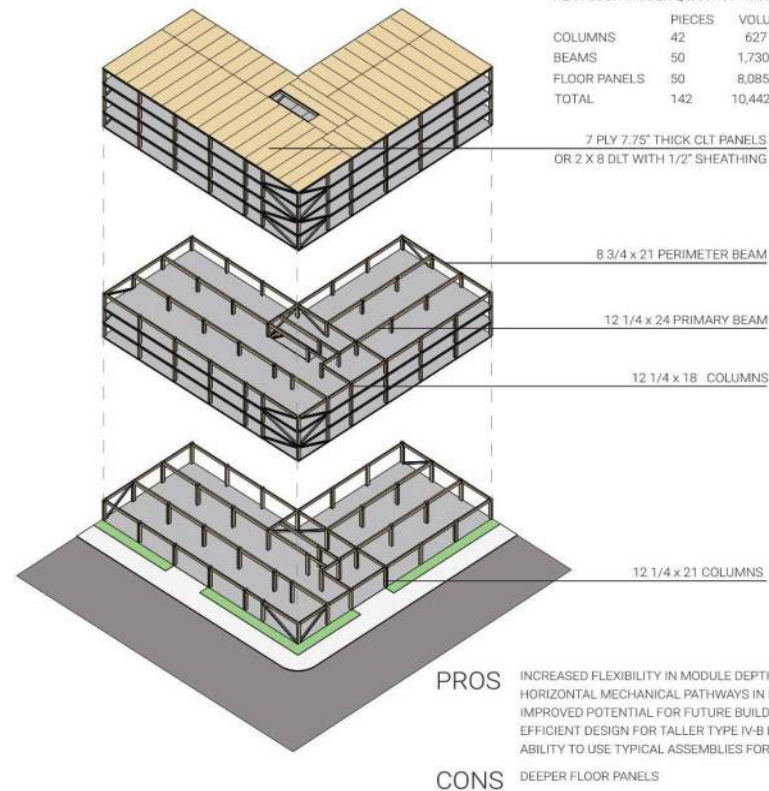 PIECES VOLU
COLUMNS 42 627
BEAMS 50 1,730
FLOOR PANELS 50 8,085
TOTAL 142 10,442
7 PLY 7.75" THICK CLT PANELS
OR 2 X 8 DLT WITH 1/2" SHEATHING
8 3/4 x 21 PERIMETER BEAM
12 1/4 x 24 PRIMARY BEAM
12 1/4 x 18 COLUMNS
12 1/4 x 21 COLUMNS
PROS INCREASED FLEXIBILITY IN MODULE DEPTH
HORIZONTAL MECHANICAL PATHWAYS IN
IMPROVED POTENTIAL FOR FUTURE BUILD
EFFICIENT DESIGN FOR TALLER TYPE IV-B
ABILITY TO USE TYPICAL ASSEMBLIES FOR
CONS DEEPER FLOOR PANELS